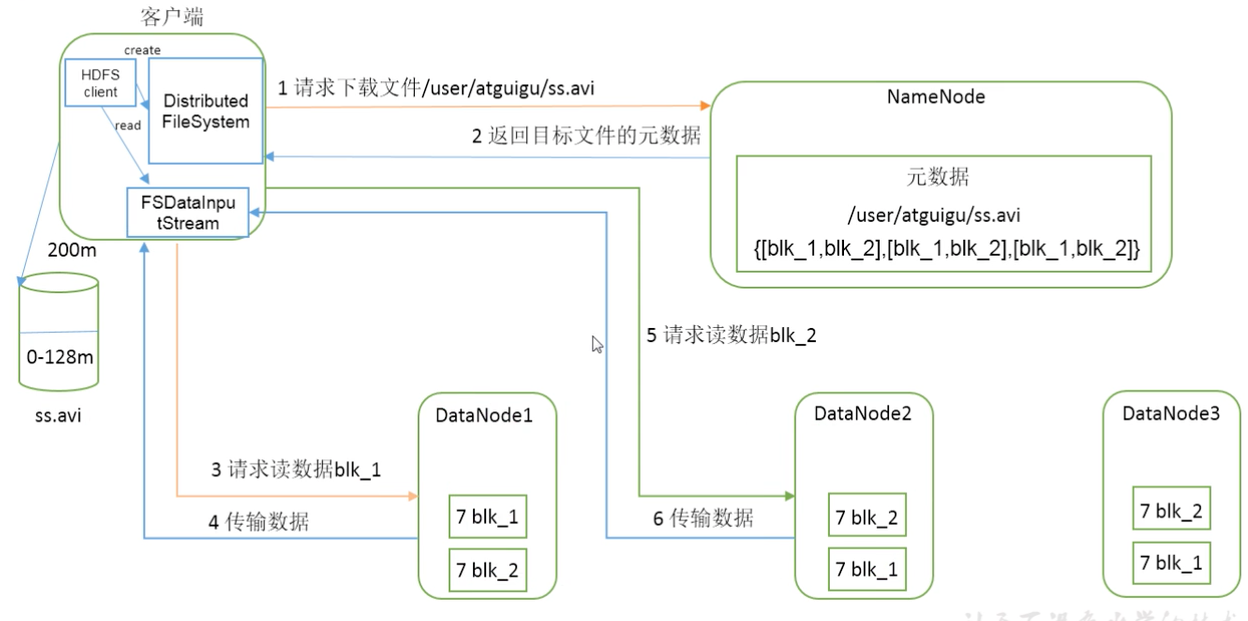 客户端
create
HDFS
client
Distributed
FileSystem
read
FSDataInpu
tStream
1 请求下载文件/user/atguigu/ss.avi
2 返回目标文件的元数据
NameNode
元数据
/user/atguigu/ss.avi
{[blk_1,blk_2],[blk_1,blk_2],[blk_1,blk_2]}
200m
0-128m
ss.avi
5 请求读数据blk_2
3 请求读数据blk_1
4 传输数据
6 传输数据
DataNode1
7 blk_1
7 blk_2
DataNode2
7 blk_2
7 blk_1
DataNode3
7 blk_2
7 blk_1